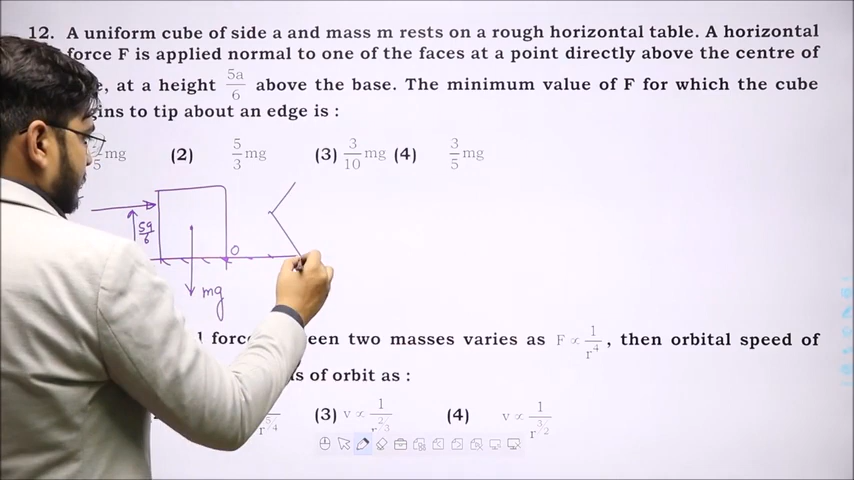 12. A uniform cube of side a and mass m rests on a rough horizontal table. A horizontal
force F is applied normal to one of the faces at a point directly above the centre of
at a height 5a/6 above the base. The minimum value of F for which the cube
to tip about an edge is :
mg (2) 5/3 mg (3) 3/10 mg (4) 3/5 mg
5a/6
O
mg
two masses varies as F ∝ 1/r⁴, then orbital speed of
of orbit as :
(3) v ∝ 1/r^(2/3) (4) v ∝ 1/r^(3/2)